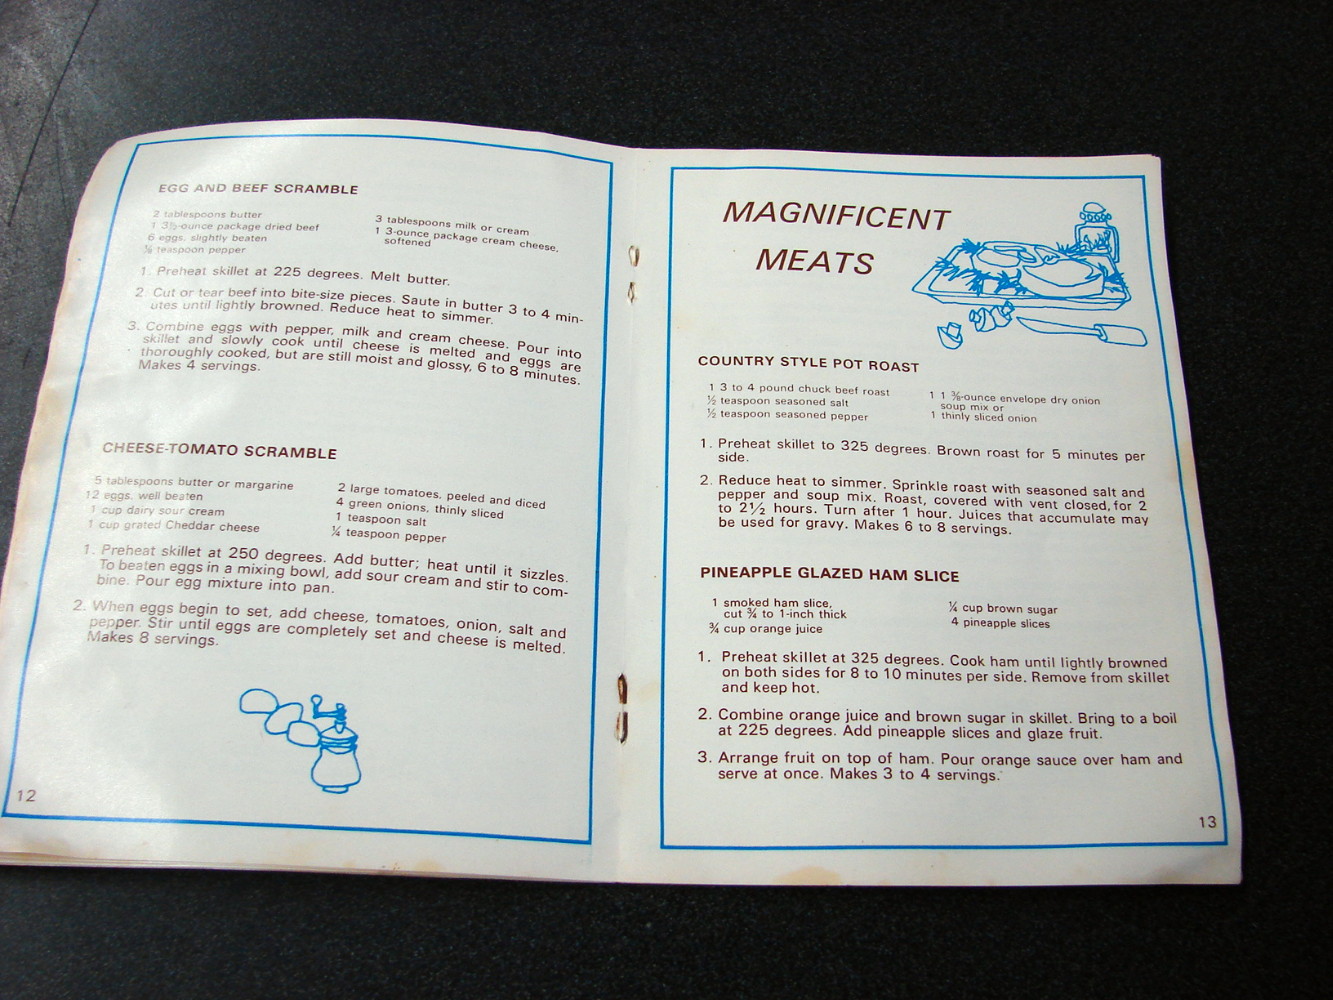 EGG AND BEEF SCRAMBLE
2 tablespoons butter
1 3½-ounce package dried beef
6 eggs, slightly beaten
⅛ teaspoon pepper
3 tablespoons milk or cream
1 3-ounce package cream cheese,
softened
1. Preheat skillet at 225 degrees. Melt butter.
2 Cut or tear beef into bite-size pieces. Saute in butter 3 to 4 min-
utes until lightly browned. Reduce heat to simmer.
3. Combine eggs with pepper, milk and cream cheese. Pour into
skillet and slowly cook until cheese is melted and eggs are
thoroughly cooked, but are still moist and glossy, 6 to 8 minutes.
Makes 4 servings.
CHEESE-TOMATO SCRAMBLE
5 tablespoons butter or margarine
12 eggs, well beaten
1 cup dairy sour cream
1 cup grated Cheddar cheese
2 large tomatoes, peeled and diced
4 green onions, thinly sliced
1 teaspoon salt
¼ teaspoon pepper
1. Preheat skillet at 250 degrees. Add butter; heat until it sizzles.
To beaten eggs in a mixing bowl, add sour cream and stir to com-
bine. Pour egg mixture into pan.
2. When eggs begin to set, add cheese, tomatoes, onion, salt and
pepper. Stir until eggs are completely set and cheese is melted.
Makes 8 servings.
12
MAGNIFICENT
MEATS
COUNTRY STYLE POT ROAST
1 3 to 4 pound chuck beef roast
½ teaspoon seasoned salt
½ teaspoon seasoned pepper
1 1 ⅜-ounce envelope dry onion
soup mix or
1 thinly sliced onion
1. Preheat skillet to 325 degrees. Brown roast for 5 minutes per
side.
2. Reduce heat to simmer. Sprinkle roast with seasoned salt and
pepper and soup mix. Roast, covered with vent closed, for 2
to 2½ hours. Turn after 1 hour. Juices that accumulate may
be used for gravy. Makes 6 to 8 servings.
PINEAPPLE GLAZED HAM SLICE
1 smoked ham slice,
cut ¾ to 1-inch thick
¾ cup orange juice
¼ cup brown sugar
4 pineapple slices
1. Preheat skillet at 325 degrees. Cook ham until lightly browned
on both sides for 8 to 10 minutes per side. Remove from skillet
and keep hot.
2. Combine orange juice and brown sugar in skillet. Bring to a boil
at 225 degrees. Add pineapple slices and glaze fruit.
3. Arrange fruit on top of ham. Pour orange sauce over ham and
serve at once. Makes 3 to 4 servings.
13